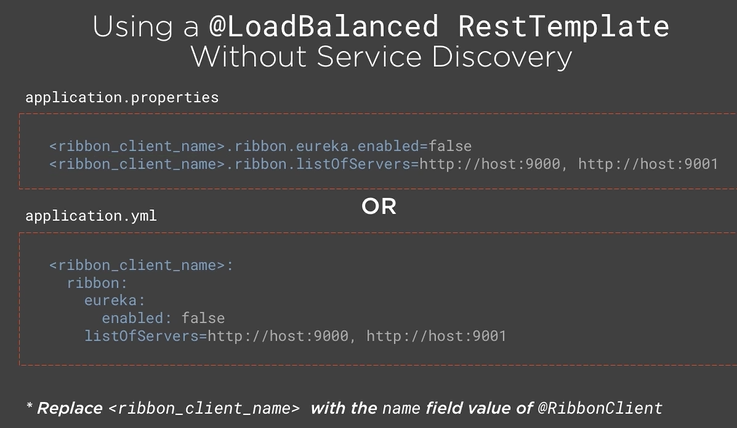 Using a @LoadBalanced RestTemplate
Without Service Discovery
application.properties
<ribbon_client_name>.ribbon.eureka.enabled=false
<ribbon_client_name>.ribbon.listOfServers=http://host:9000, http://host:9001
OR
application.yml
<ribbon_client_name>:
ribbon:
eureka:
enabled: false
listOfServers=http://host:9000, http://host:9001
* Replace <ribbon_client_name> with the name field value of @RibbonClient